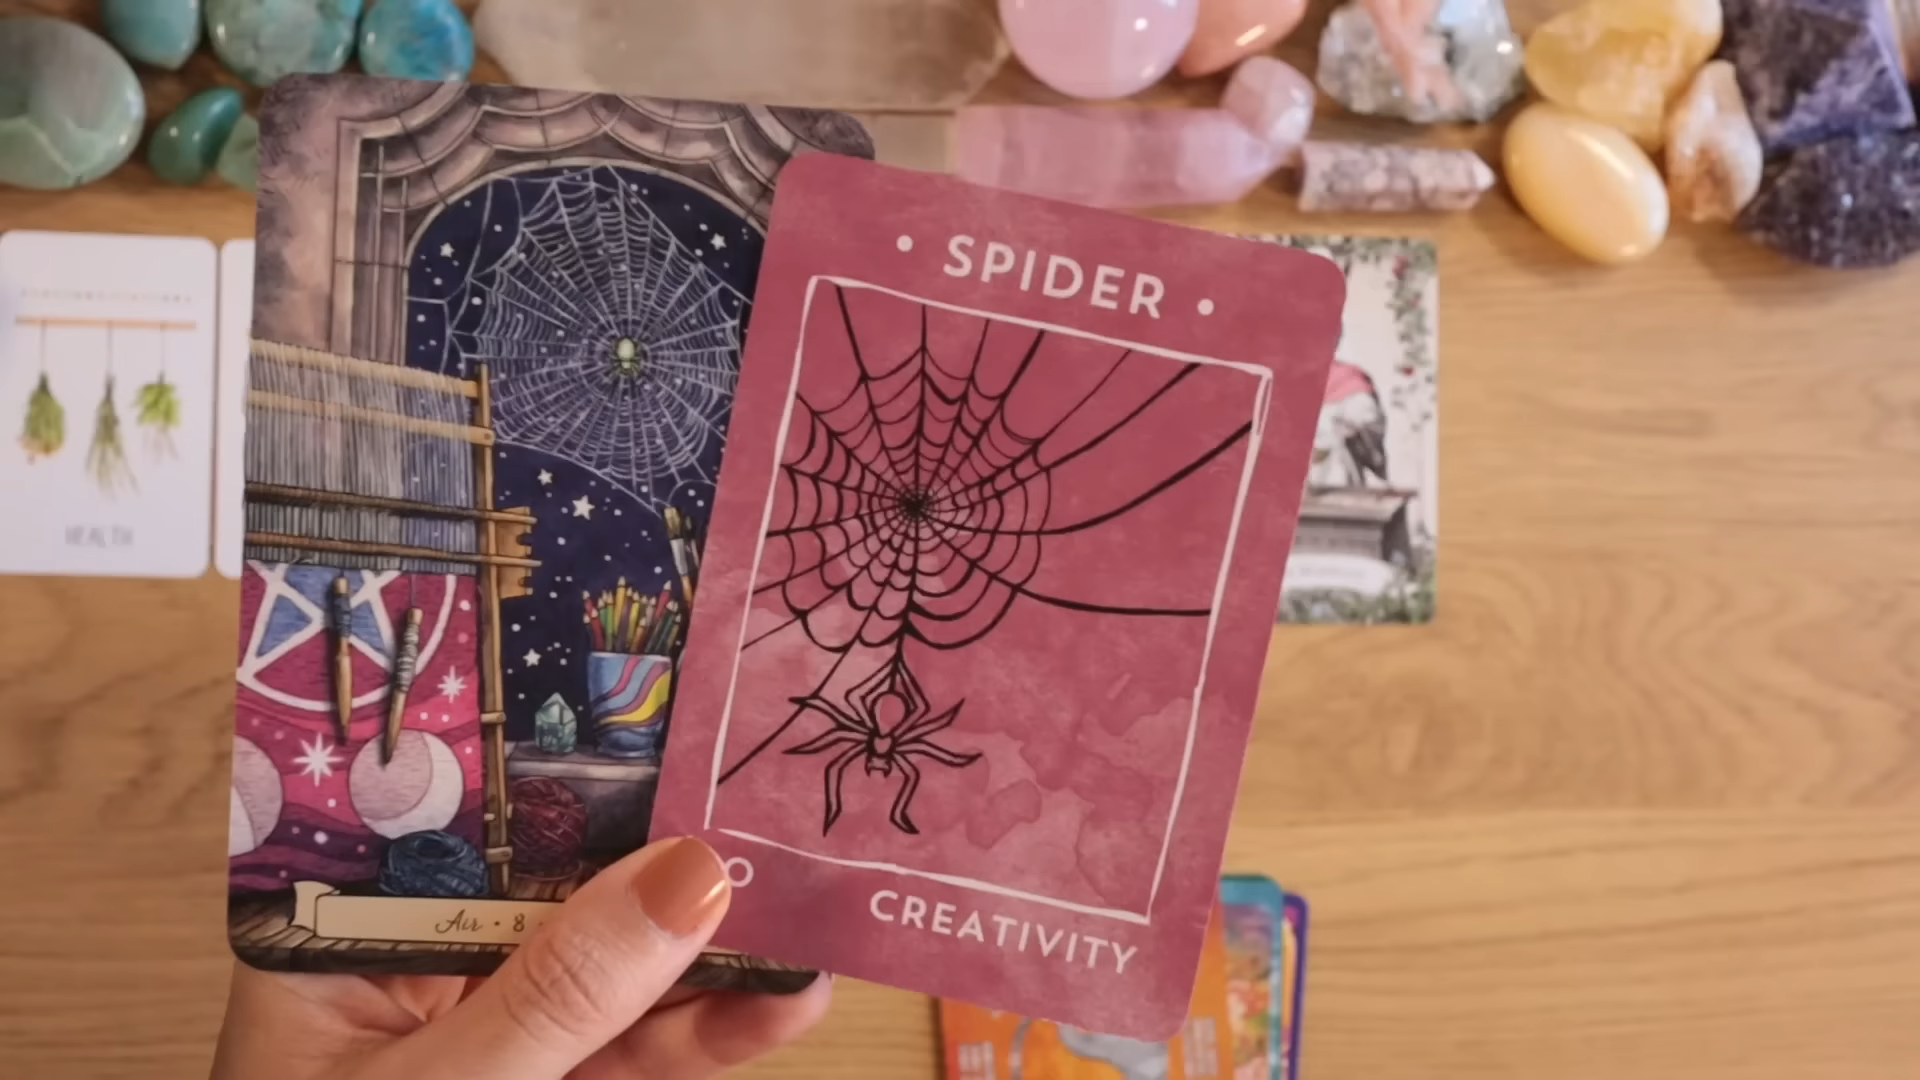 • SPIDER •
HEALTH
Air • 8
CREATIVITY